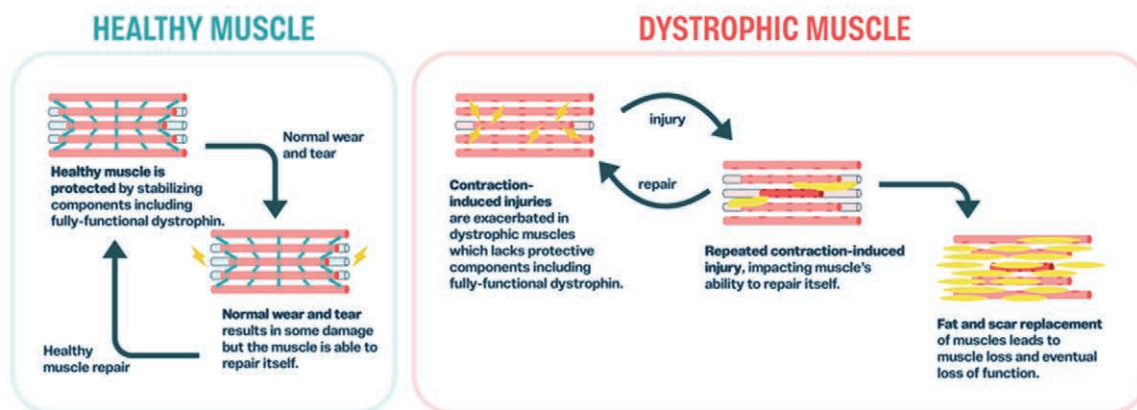 HEALTHY MUSCLE
Normal wear
and tear
Healthy muscle is
protected by stabilizing
components including
fully-functional dystrophin.
Normal wear and tear
results in some damage
but the muscle is able to
repair itself.
Healthy
muscle repair
DYSTROPHIC MUSCLE
injury
repair
Contraction-
induced injuries
are exacerbated in
dystrophic muscles
which lacks protective
components including
fully-functional dystrophin.
Repeated contraction-induced
injury, impacting muscle's
ability to repair itself.
Fat and scar replacement
of muscles leads to
muscle loss and eventual
loss of function.